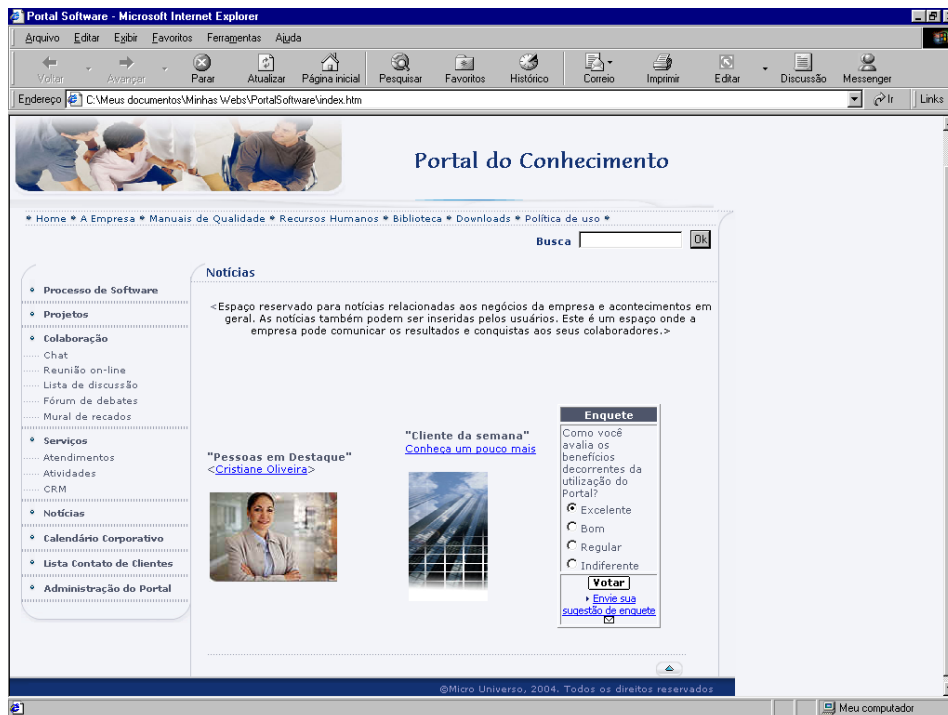 Portal Software - Microsoft Internet Explorer
Arquivo Editar Exibir Favoritos Ferramentas Ajuda
Voltar Avançar Parar Atualizar Página inicial Pesquisar Favoritos Histórico Correio Imprimir Editar Discussão Messenger
Endereço C:\Meus documentos\Minhas Webs\PortalSoftware\index.htm Ir Links
Portal do Conhecimento
Home A Empresa Manuais de Qualidade Recursos Humanos Biblioteca Downloads Política de uso
Busca Ok
Processo de Software
Projetos
Colaboração
Chat
Reunião on-line
Lista de discussão
Fórum de debates
Mural de recados
Serviços
Atendimentos
Atividades
CRM
Notícias
Calendário Corporativo
Lista Contato de Clientes
Administração do Portal
Notícias
<Espaço reservado para notícias relacionadas aos negócios da empresa e acontecimentos em
geral. As notícias também podem ser inseridas pelos usuários. Este é um espaço onde a
empresa pode comunicar os resultados e conquistas aos seus colaboradores.>
"Pessoas em Destaque"
<Cristiane Oliveira>
"Cliente da semana"
Conheça um pouco mais
Enquete
Como você
avalia os
benefícios
decorrentes da
utilização do
Portal?
Excelente
Bom
Regular
Indiferente
Votar
Envie sua
sugestão de enquete
©Micro Universo, 2004. Todos os direitos reservados
Meu computador